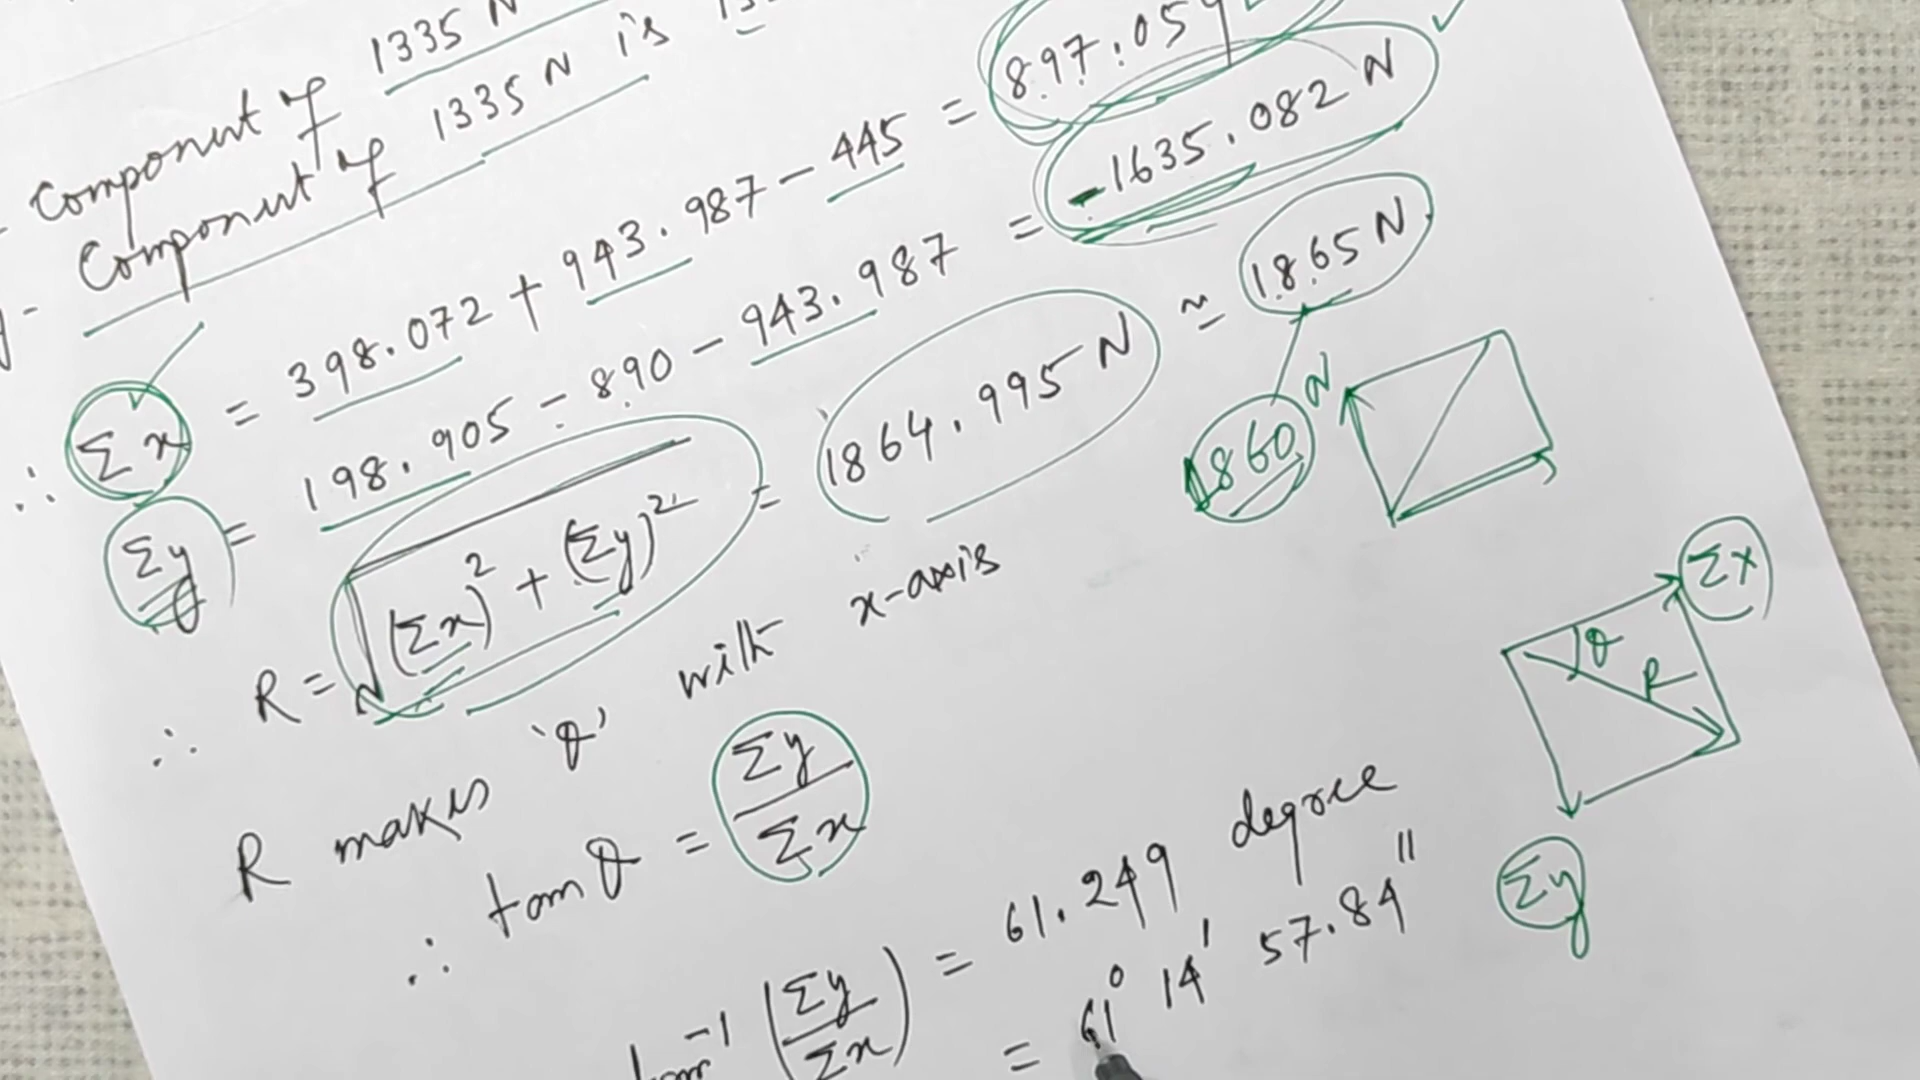 Component of 1335 N
y- Component of 1335 N is
∴ Σx = 398.072 + 943.987 - 445 = 897.059
Σy = 198.905 - 890 - 943.987 = -1635.082 N
∴ R = √(Σx)² + (Σy)² = 1864.995 N ≃ 1865 N
1860 N
R makes 'θ' with x-axis
∴ tan θ = Σy/Σx
tan⁻¹ (Σy/Σx) = 61.249 degree
= 61° 14' 57.84"
Σx
θ
R
Σy